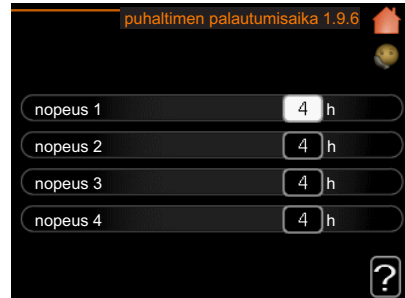 puhaltimen palautumisaika 1.9.6
nopeus 1 4 h
nopeus 2 4 h
nopeus 3 4 h
nopeus 4 4 h
?